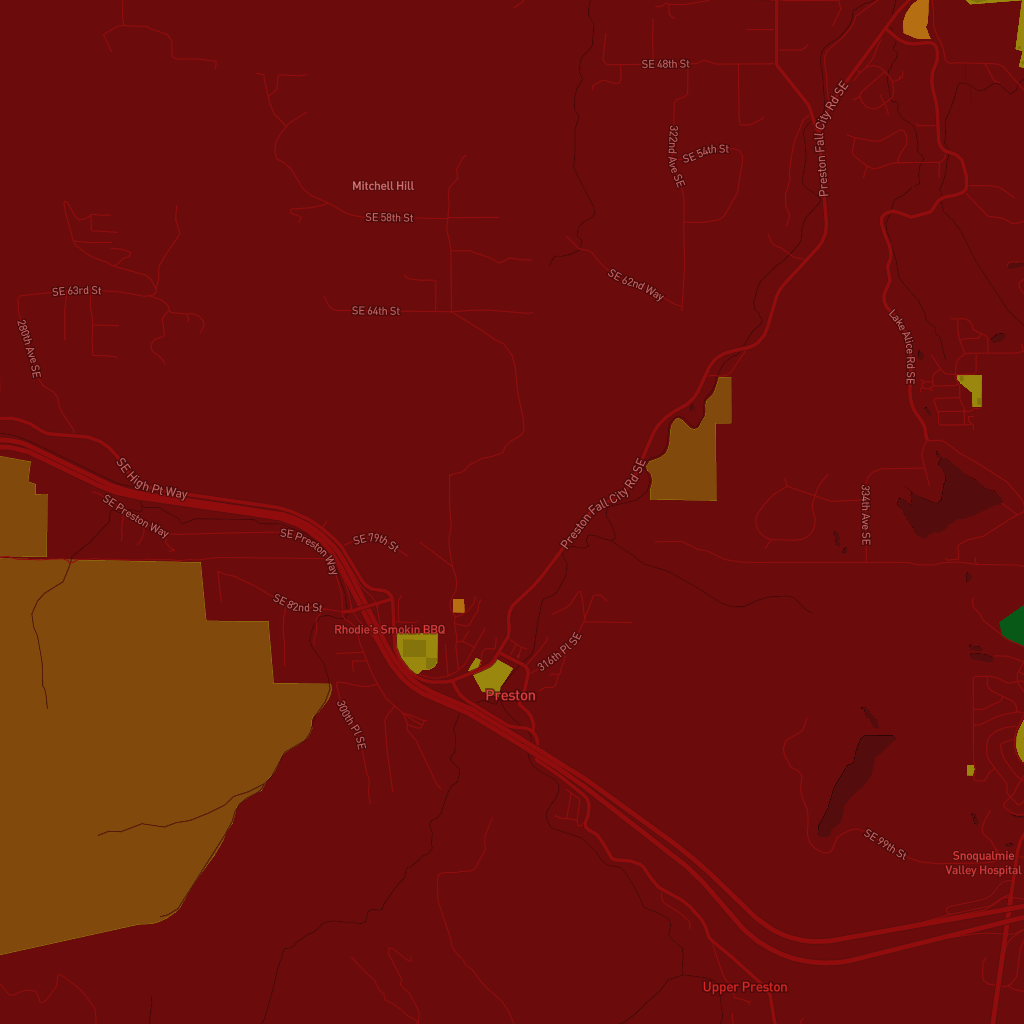 SE 48th St
Preston Fall City Rd SE
322nd Ave SE
SE 54th St
Mitchell Hill
SE 58th St
SE 62nd Way
SE 63rd St
SE 64th St
280th Ave SE
Lake Alice Rd SE
SE High Pt Way
SE Preston Way
SE Preston Way
SE 79th St
Preston Fall City Rd SE
334th Ave SE
SE 82nd St
Rhodie's Smokin BBQ
316th Pl SE
Preston
300th Pl SE
SE 99th St
Snoqualmie
Valley Hospital
Upper Preston